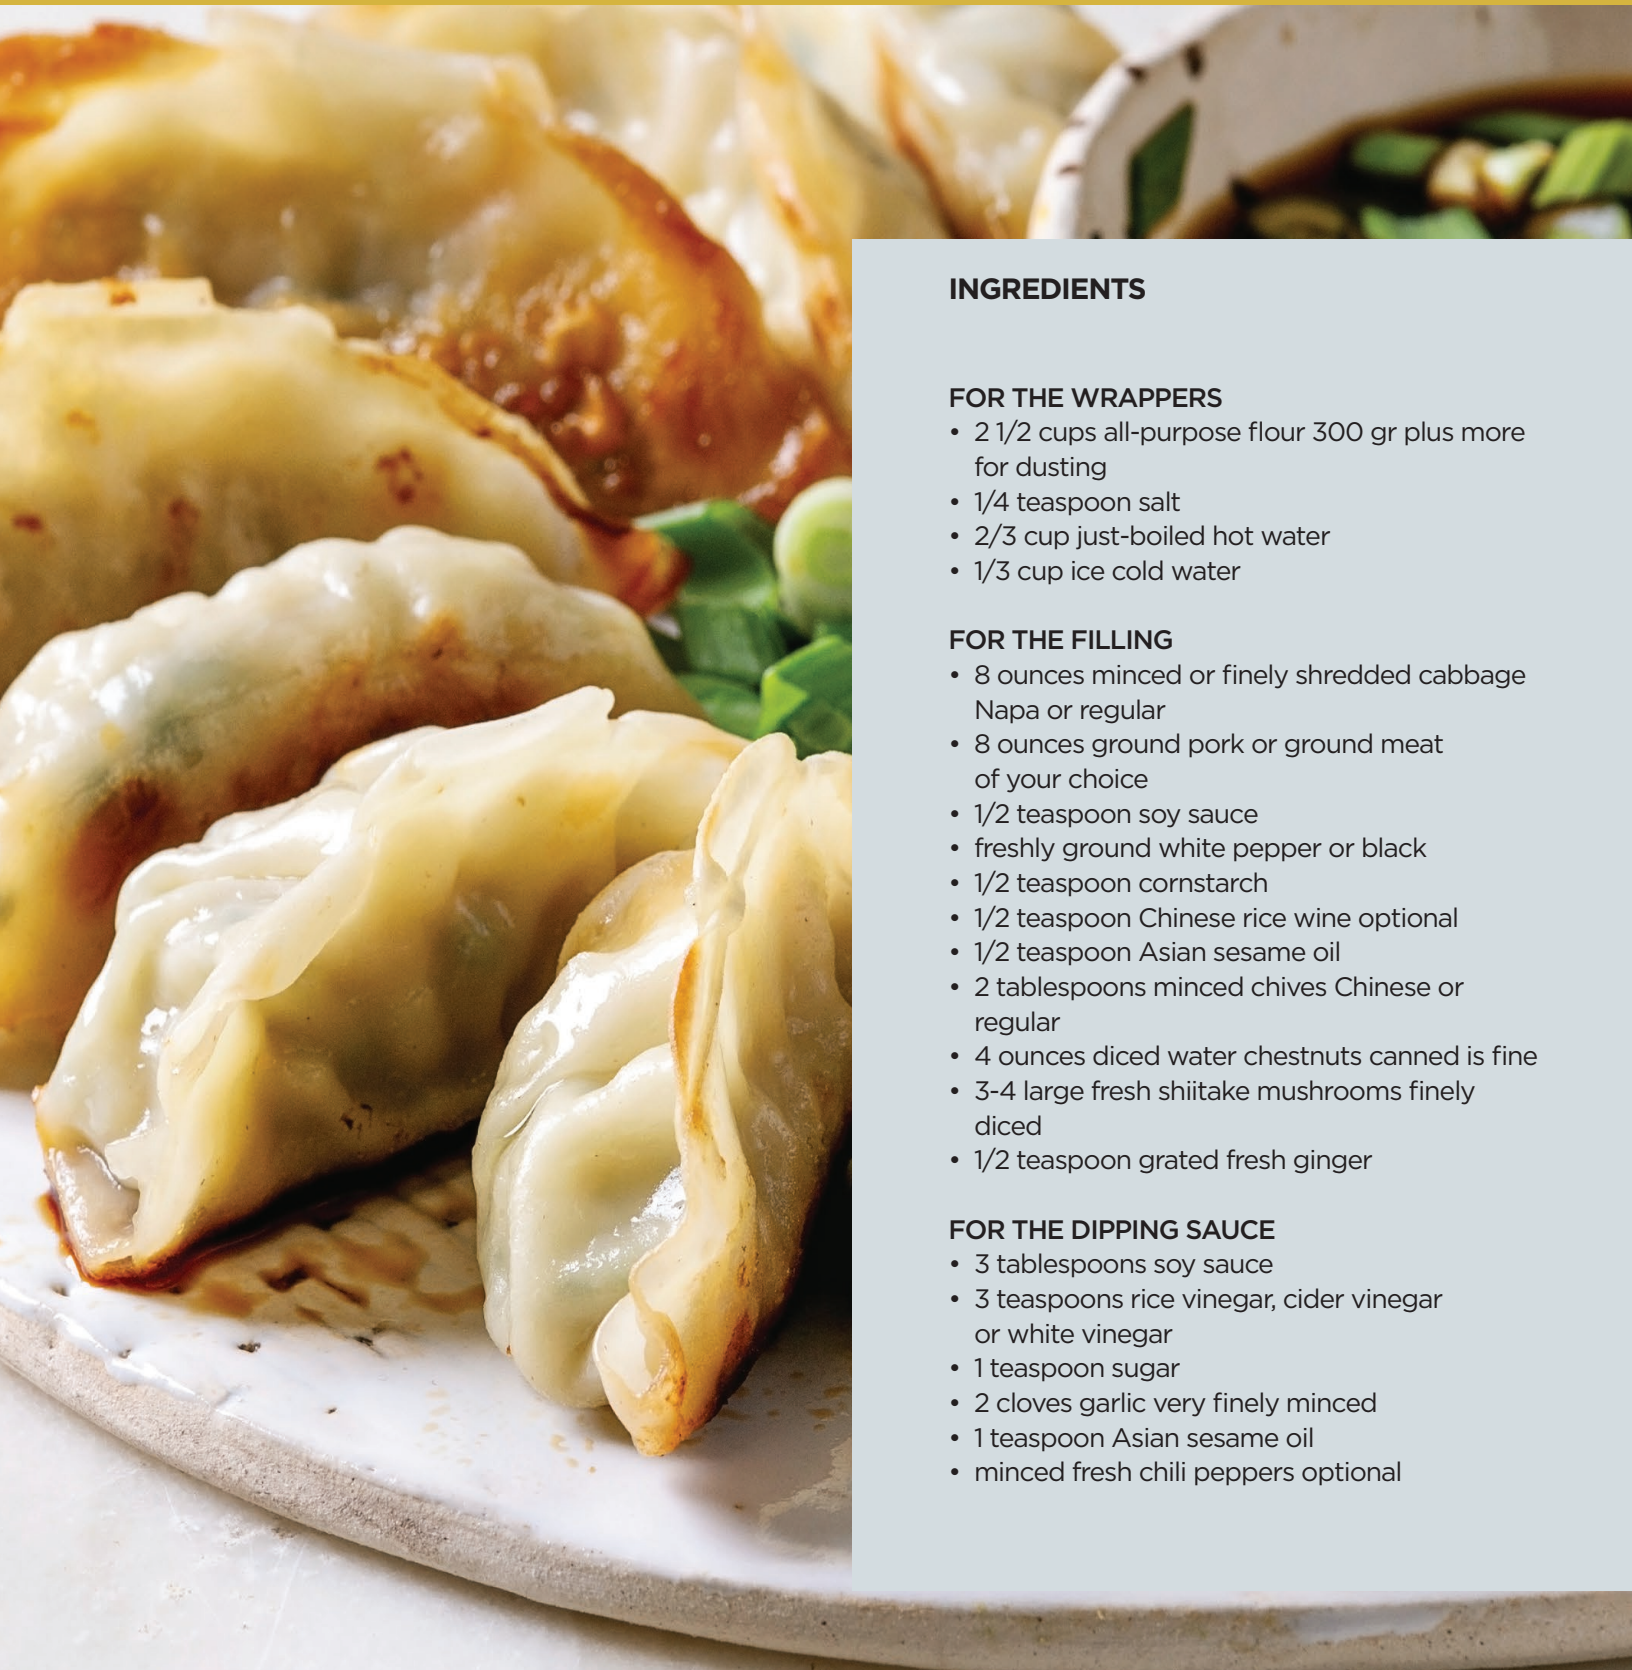 INGREDIENTS
FOR THE WRAPPERS
• 2 1/2 cups all-purpose flour 300 gr plus more
for dusting
• 1/4 teaspoon salt
• 2/3 cup just-boiled hot water
• 1/3 cup ice cold water
FOR THE FILLING
• 8 ounces minced or finely shredded cabbage
Napa or regular
• 8 ounces ground pork or ground meat
of your choice
• 1/2 teaspoon soy sauce
• freshly ground white pepper or black
• 1/2 teaspoon cornstarch
• 1/2 teaspoon Chinese rice wine optional
• 1/2 teaspoon Asian sesame oil
• 2 tablespoons minced chives Chinese or
regular
• 4 ounces diced water chestnuts canned is fine
• 3-4 large fresh shiitake mushrooms finely
diced
• 1/2 teaspoon grated fresh ginger
FOR THE DIPPING SAUCE
• 3 tablespoons soy sauce
• 3 teaspoons rice vinegar, cider vinegar
or white vinegar
• 1 teaspoon sugar
• 2 cloves garlic very finely minced
• 1 teaspoon Asian sesame oil
• minced fresh chili peppers optional